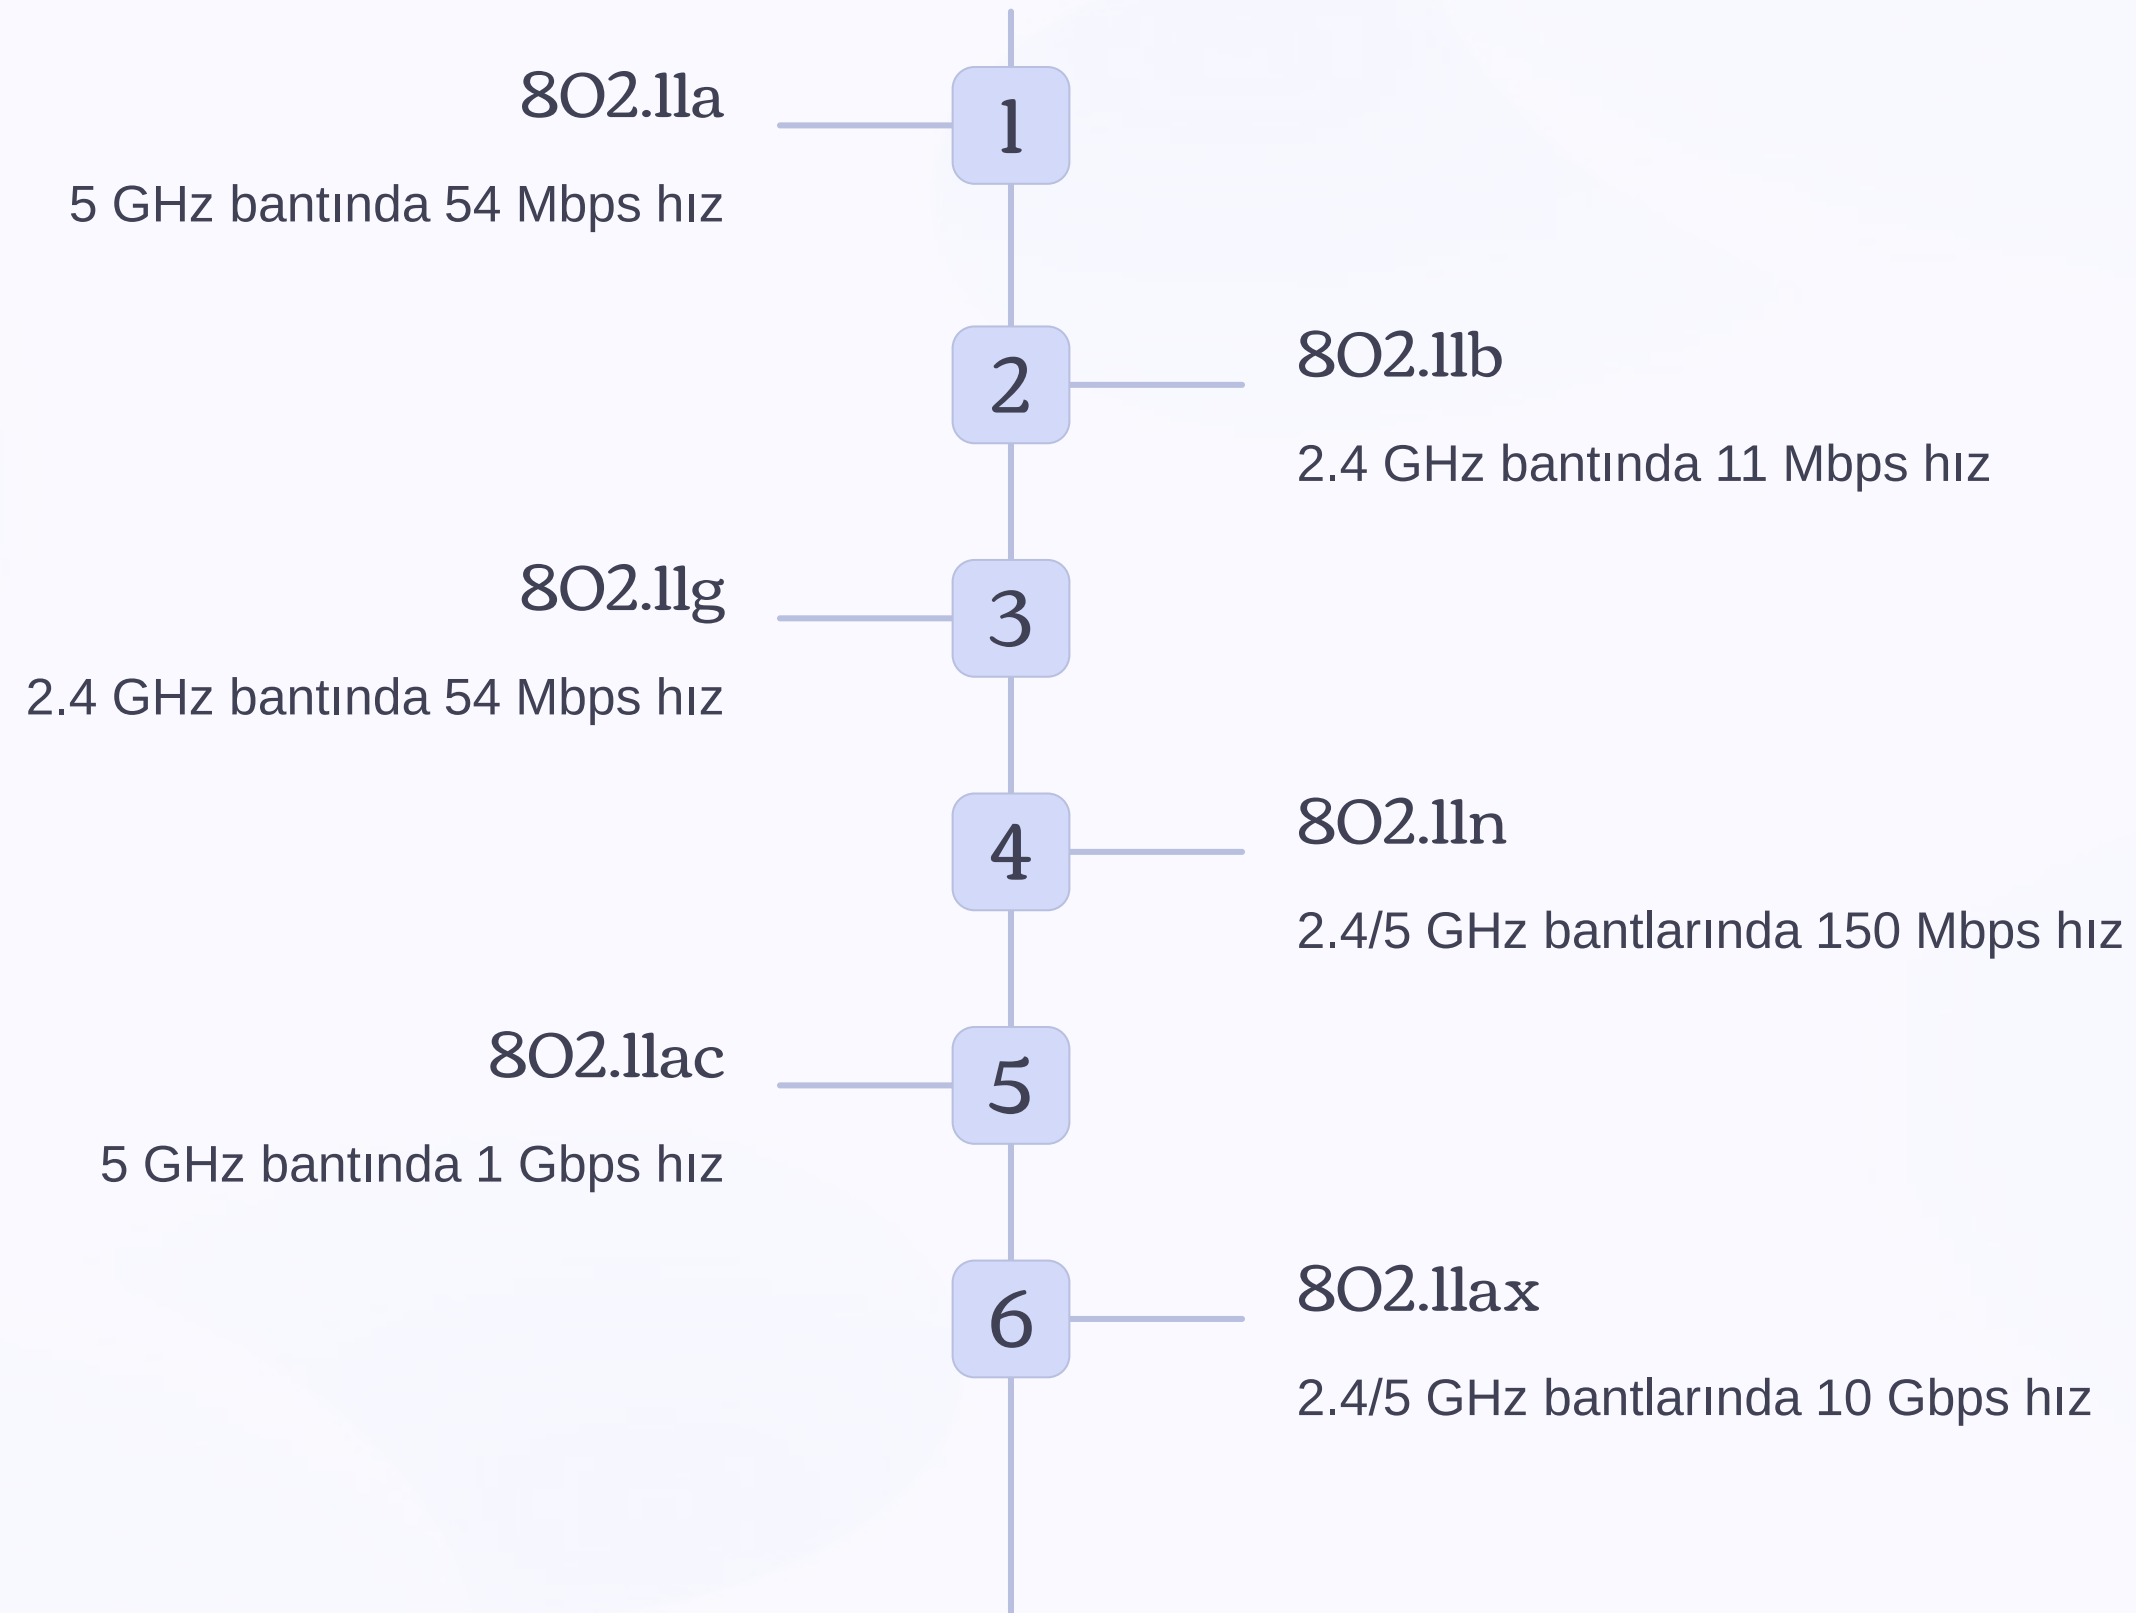 802.11a
1
5 GHz bantında 54 Mbps hız
802.11b
2
2.4 GHz bantında 11 Mbps hız
802.11g
3
2.4 GHz bantında 54 Mbps hız
802.11n
4
2.4/5 GHz bantlarında 150 Mbps hız
802.11ac
5
5 GHz bantında 1 Gbps hız
802.11ax
6
2.4/5 GHz bantlarında 10 Gbps hız